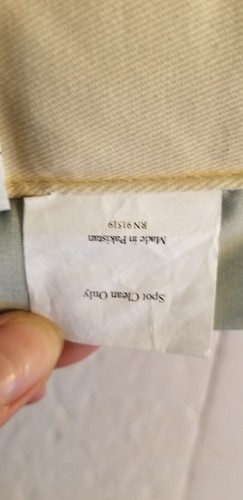 Spot Clean Only
Made in Pakistan
RN 91519